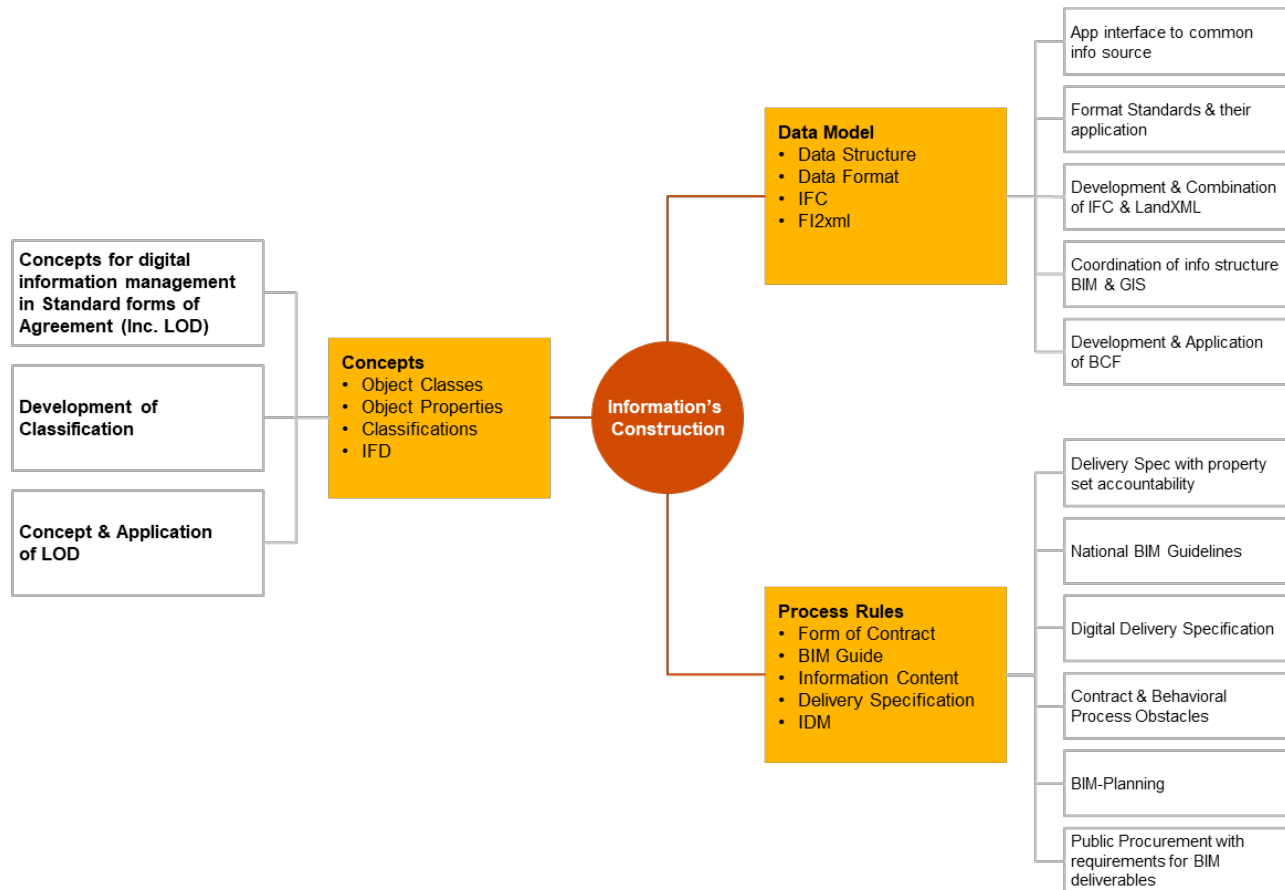 Concepts for digital
information management
in Standard forms of
Agreement (Inc. LOD)
Development of
Classification
Concept & Application
of LOD
Concepts
• Object Classes
• Object Properties
• Classifications
• IFD
Information's
Construction
Data Model
• Data Structure
• Data Format
• IFC
• FI2xml
App interface to common
info source
Format Standards & their
application
Development & Combination
of IFC & LandXML
Coordination of info structure
BIM & GIS
Development & Application
of BCF
Process Rules
• Form of Contract
• BIM Guide
• Information Content
• Delivery Specification
• IDM
Delivery Spec with property
set accountability
National BIM Guidelines
Digital Delivery Specification
Contract & Behavioral
Process Obstacles
BIM-Planning
Public Procurement with
requirements for BIM
deliverables